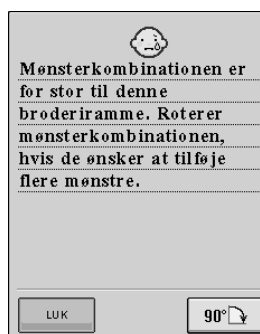 Mønsterkombinationen er
for stor til denne
broderiramme. Roterer
mønsterkombinationen,
hvis de ønsker at tilføje
flere mønstre.
LUK
90°